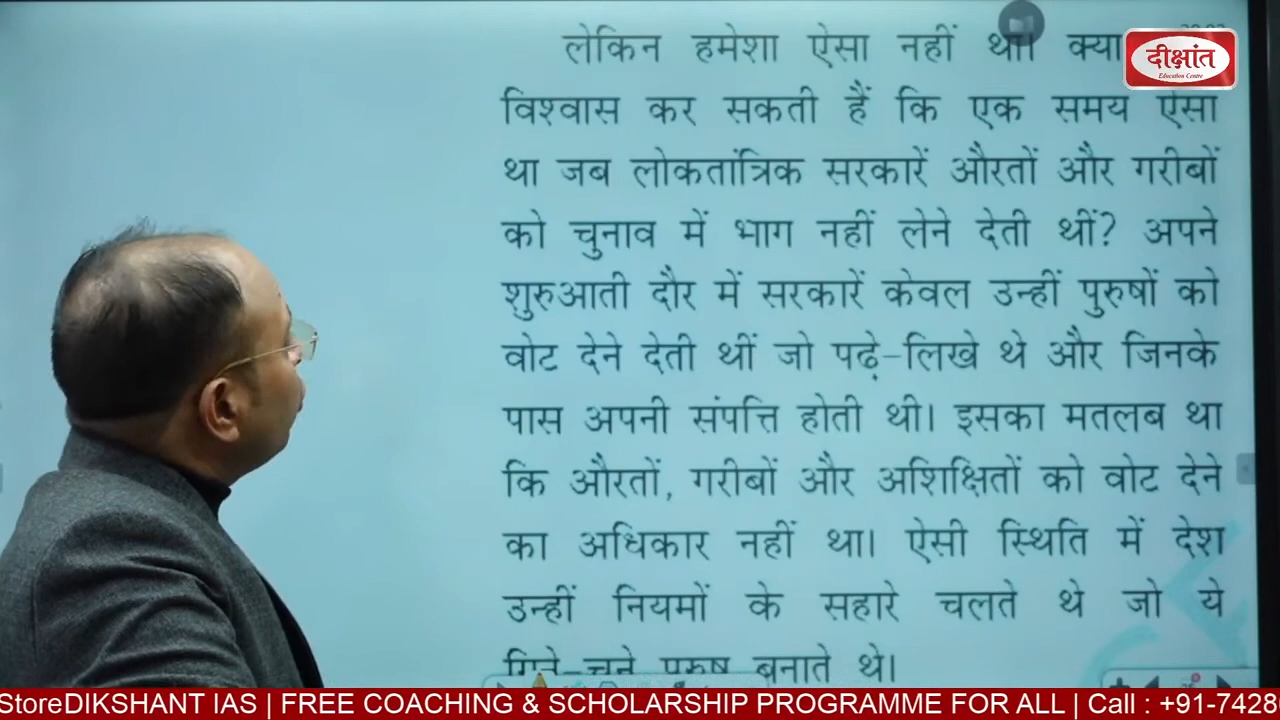 लेकिन हमेशा ऐसा नहीं था। क्या
दीक्षांत
Education Centre
विश्वास कर सकती हैं कि एक समय ऐसा
था जब लोकतांत्रिक सरकारें औरतों और गरीबों
को चुनाव में भाग नहीं लेने देती थीं? अपने
शुरुआती दौर में सरकारें केवल उन्हीं पुरुषों को
वोट देने देती थीं जो पढ़े-लिखे थे और जिनके
पास अपनी संपत्ति होती थी। इसका मतलब था
कि औरतों, गरीबों और अशिक्षितों को वोट देने
का अधिकार नहीं था। ऐसी स्थिति में देश
उन्हीं नियमों के सहारे चलते थे जो ये
गिने-चुने पुरुष बनाते थे।
StoreDIKSHANT IAS | FREE COACHING & SCHOLARSHIP PROGRAMME FOR ALL | Call : +91-7428